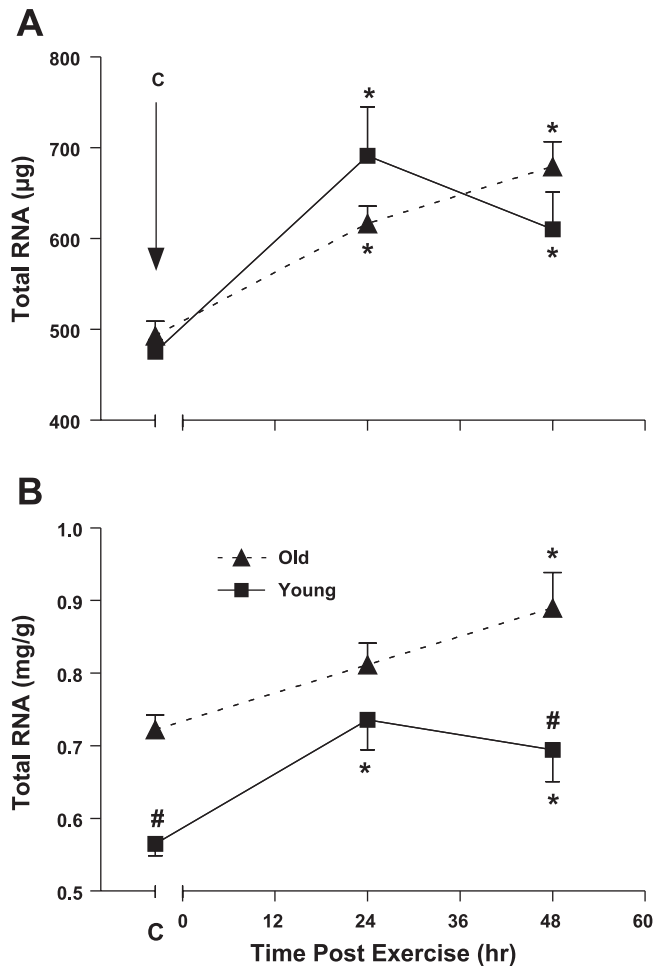 A
800
C
*
*
700
Total RNA (µg)
600
*
*
500
400
B
1.0
Old
*
Young
0.9
0.8
Total RNA (mg/g)
#
0.7
*
*
#
0.6
0.5
C
0
12
24
36
48
60
Time Post Exercise (hr)